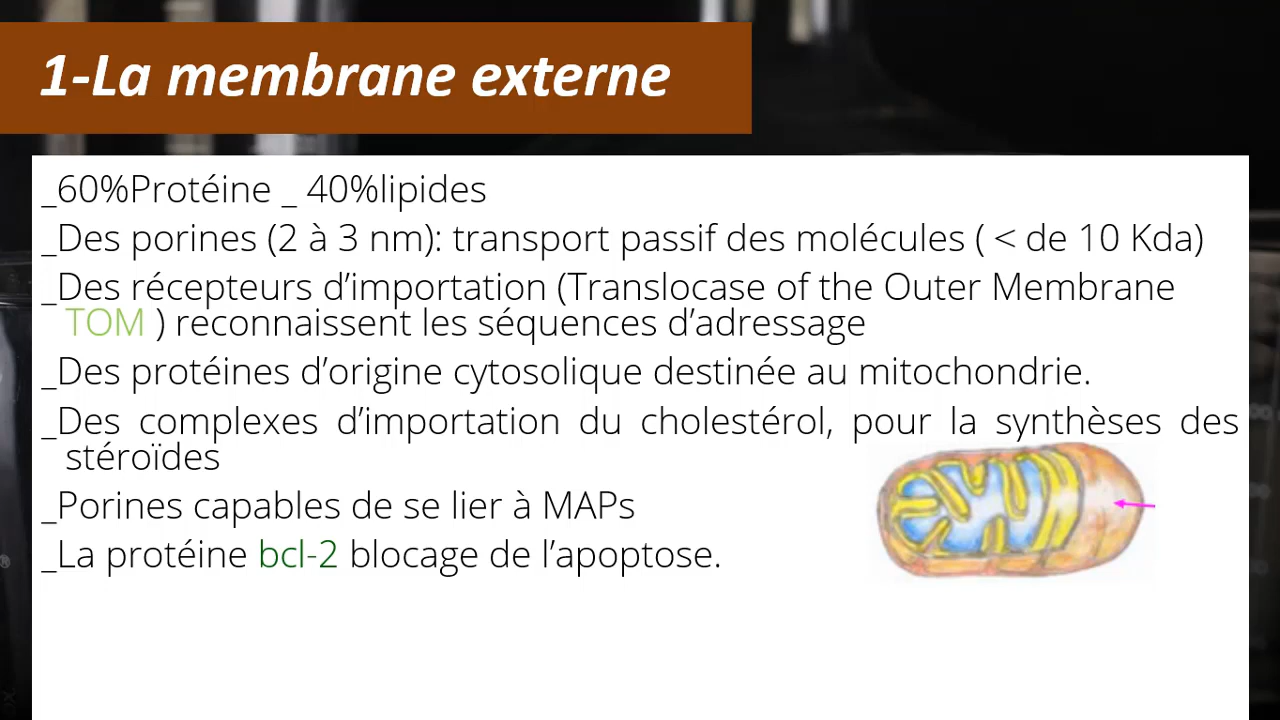 1-La membrane externe
_60%Protéine _ 40%lipides
_Des porines (2 à 3 nm): transport passif des molécules ( < de 10 Kda)
_Des récepteurs d’importation (Translocase of the Outer Membrane
TOM ) reconnaissent les séquences d’adressage
_Des protéines d’origine cytosolique destinée au mitochondrie.
_Des complexes d’importation du cholestérol, pour la synthèses des
stéroïdes
_Porines capables de se lier à MAPs
_La protéine bcl-2 blocage de l’apoptose.